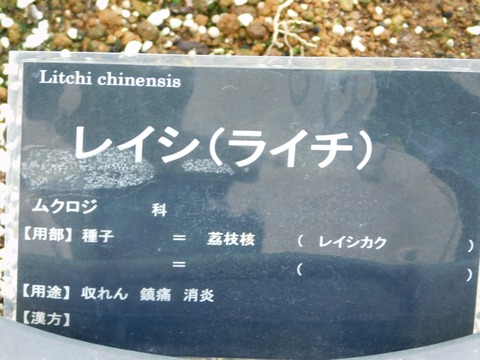 Litchi chinensis
レイシ(ライチ)
ムクロジ 科
【用部】種子 = 荔枝核 ( レイシカク )
= ( )
【用途】収れん 鎮痛 消炎
【漢方】